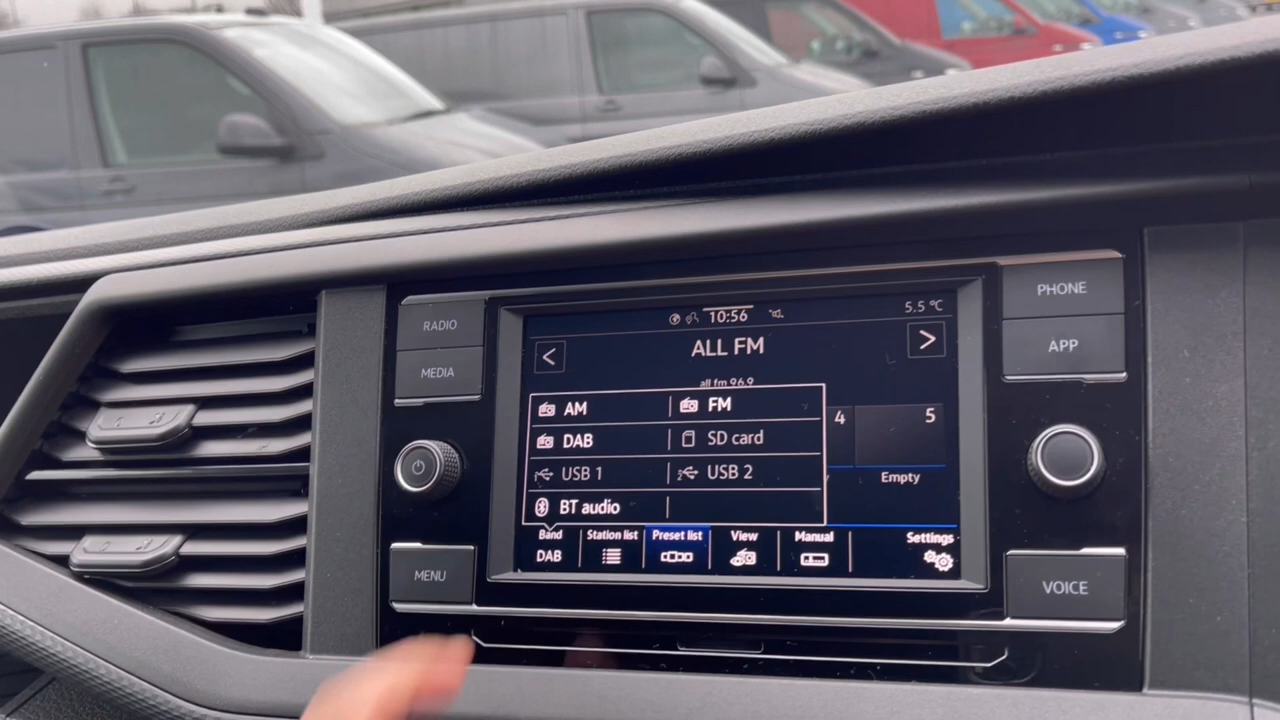 RADIO
MEDIA
MENU
10:56
5.5 °C
<
ALL FM
>
all fm 96.9
AM
FM
DAB
SD card
USB 1
USB 2
BT audio
4
5
Empty
Band
DAB
Station list
Preset list
View
Manual
Settings
PHONE
APP
VOICE